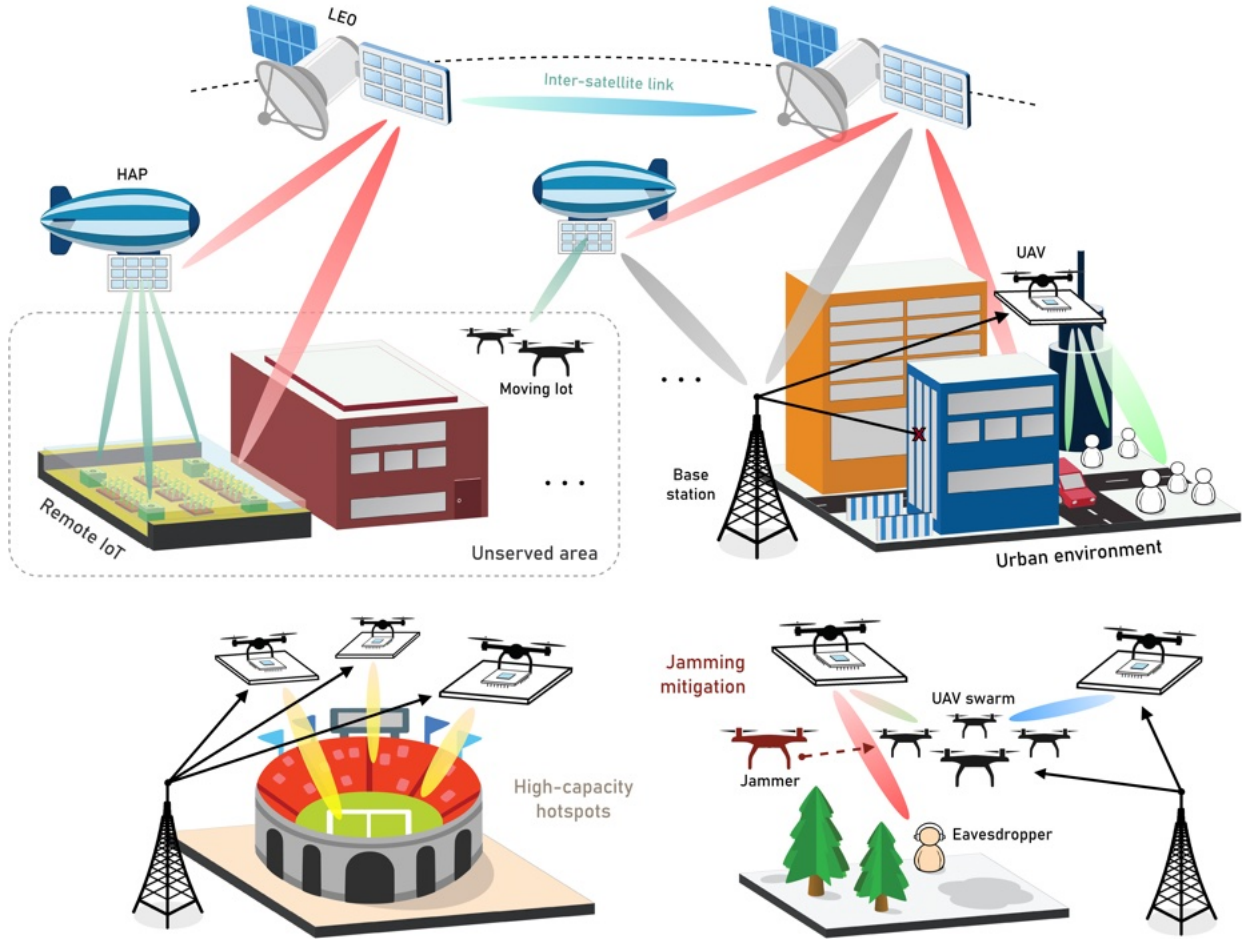 LEO
Inter-satellite link
HAP
UAV
Moving Iot
. . .
Base
station
. . .
Remote IoT
Unserved area
Urban environment
Jamming
mitigation
UAV swarm
Jammer
High-capacity
hotspots
Eavesdropper